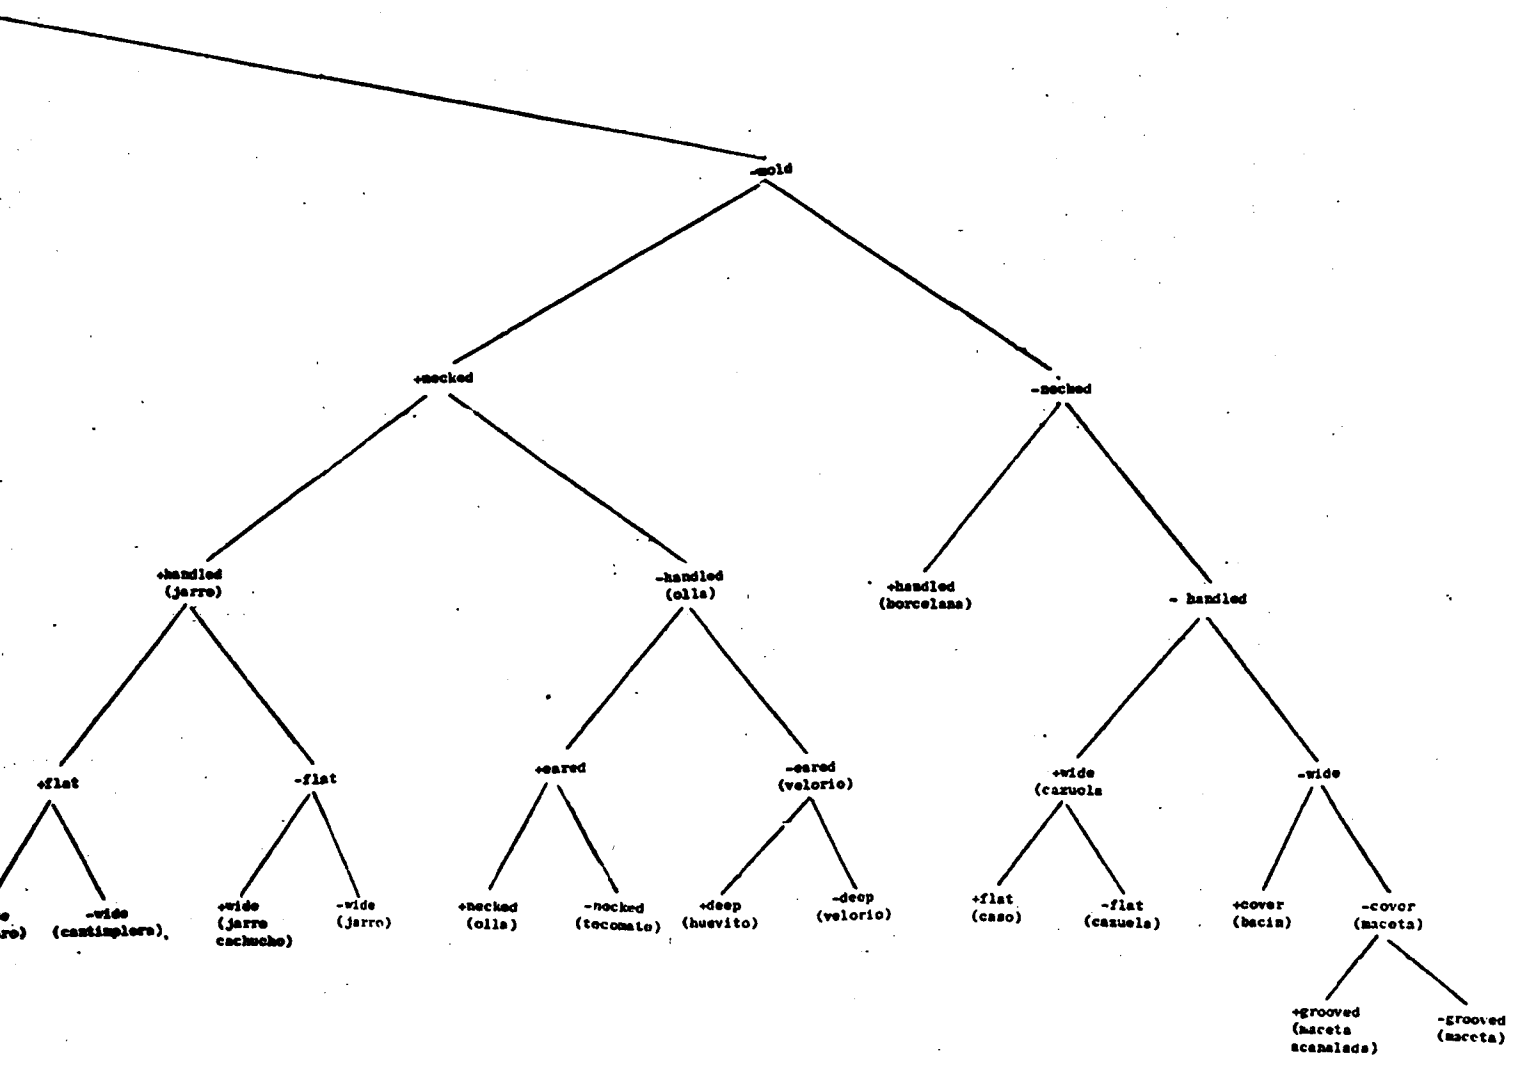 -mold
+necked
-necked
+handled
(jarro)
-handled
(olla)
+handled
(borcelana)
- handled
+flat
-flat
+eared
-eared
(velorio)
+wide
(cazuela
-wide
-wide
(cantimplora),
+wide
(jarro
cachucho)
-wide
(jarro)
+necked
(olla)
-necked
(tecomate)
+deep
(huevito)
-deep
(velorio)
+flat
(caso)
-flat
(cazuela)
+cover
(bacin)
-cover
(maceta)
+grooved
(maceta
acanalada)
-grooved
(maceta)